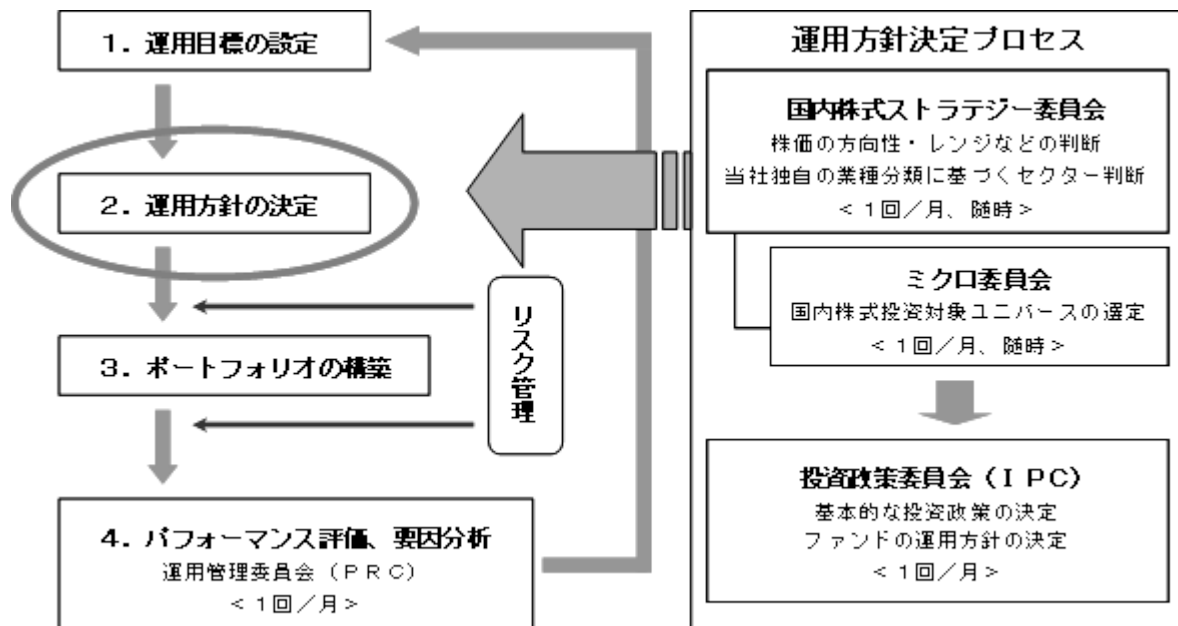 1. 運用目標の設定
2. 運用方針の決定
リスク管理
3. ポートフォリオの構築
4. パフォーマンス評価、要因分析
運用管理委員会（ＰＲＣ）
＜１回／月＞
運用方針決定プロセス
国内株式ストラテジー委員会
株価の方向性・レンジなどの判断
当社独自の業種分類に基づくセクター判断
＜１回／月、随時＞
ミクロ委員会
国内株式投資対象ユニバースの選定
＜１回／月、随時＞
投資政策委員会（ＩＰＣ）
基本的な投資政策の決定
ファンドの運用方針の決定
＜１回／月＞